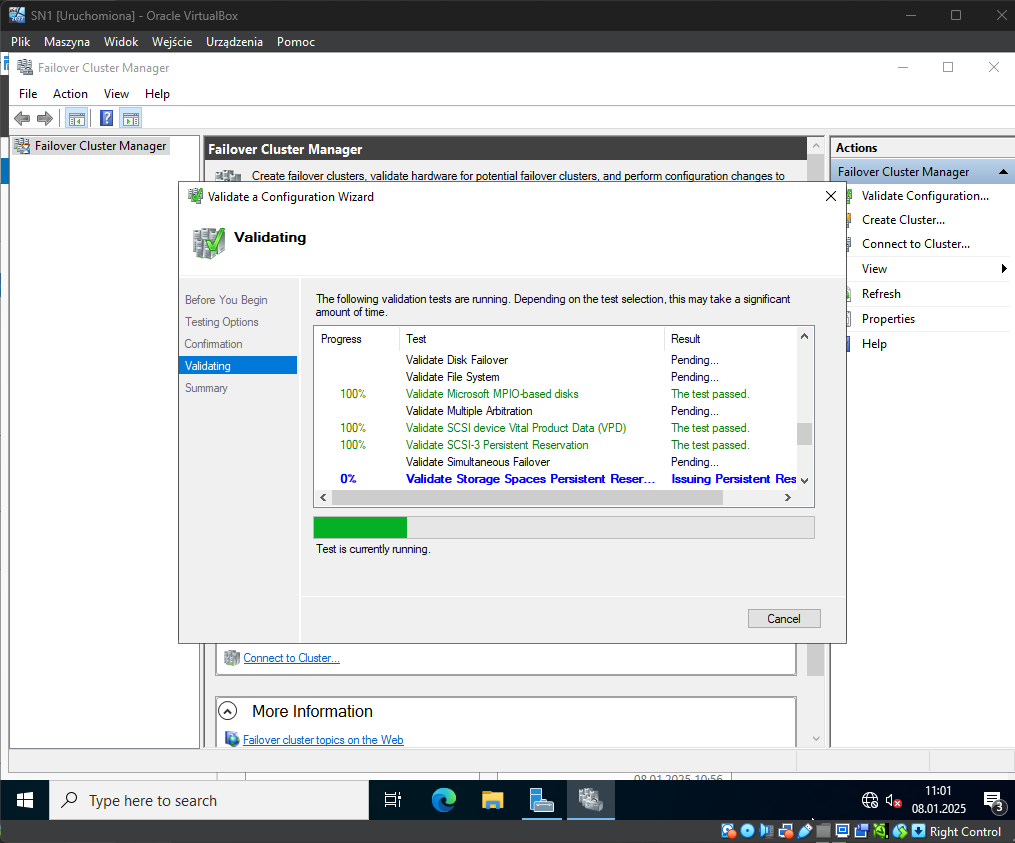 SN1 [Uruchomiona] - Oracle VirtualBox
Plik Maszyna Widok Wejście Urządzenia Pomoc
Failover Cluster Manager
File Action View Help
Failover Cluster Manager
Failover Cluster Manager
Create failover clusters, validate hardware for potential failover clusters, and perform configuration changes to
Actions
Failover Cluster Manager
Validate Configuration...
Create Cluster...
Connect to Cluster...
View
Refresh
Properties
Help
Validate a Configuration Wizard
Validating
Before You Begin
Testing Options
Confirmation
Validating
Summary
The following validation tests are running. Depending on the test selection, this may take a significant
amount of time.
Progress Test Result
Validate Disk Failover Pending...
Validate File System Pending...
100% Validate Microsoft MPIO-based disks The test passed.
Validate Multiple Arbitration Pending...
100% Validate SCSI device Vital Product Data (VPD) The test passed.
100% Validate SCSI-3 Persistent Reservation The test passed.
Validate Simultaneous Failover Pending...
0% Validate Storage Spaces Persistent Reser... Issuing Persistent Res
Test is currently running.
Cancel
Connect to Cluster...
More Information
Failover cluster topics on the Web
08.01.2025 10:56
Type here to search
11:01
08.01.2025
3
Right Control